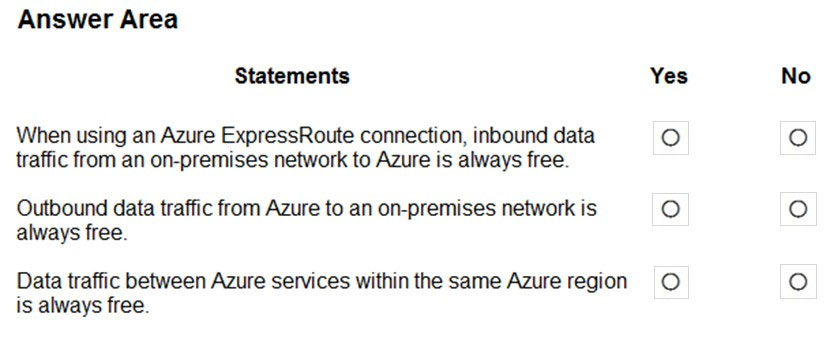 Answer Area
Statements Yes No
When using an Azure ExpressRoute connection, inbound data
traffic from an on-premises network to Azure is always free.
Outbound data traffic from Azure to an on-premises network is
always free.
Data traffic between Azure services within the same Azure region
is always free.